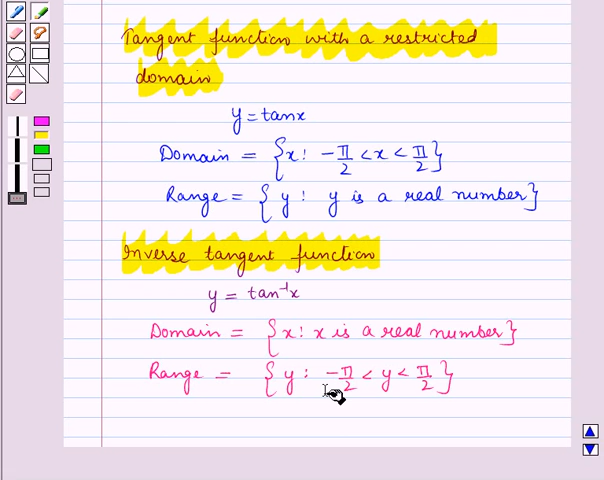 Tangent function with a restricted
domain
y = tanx
Domain = {x : -π/2 < x < π/2}
Range = {y : y is a real number}
Inverse tangent function
y = tan⁻¹x
Domain = {x : x is a real number}
Range = {y : -π/2 < y < π/2}